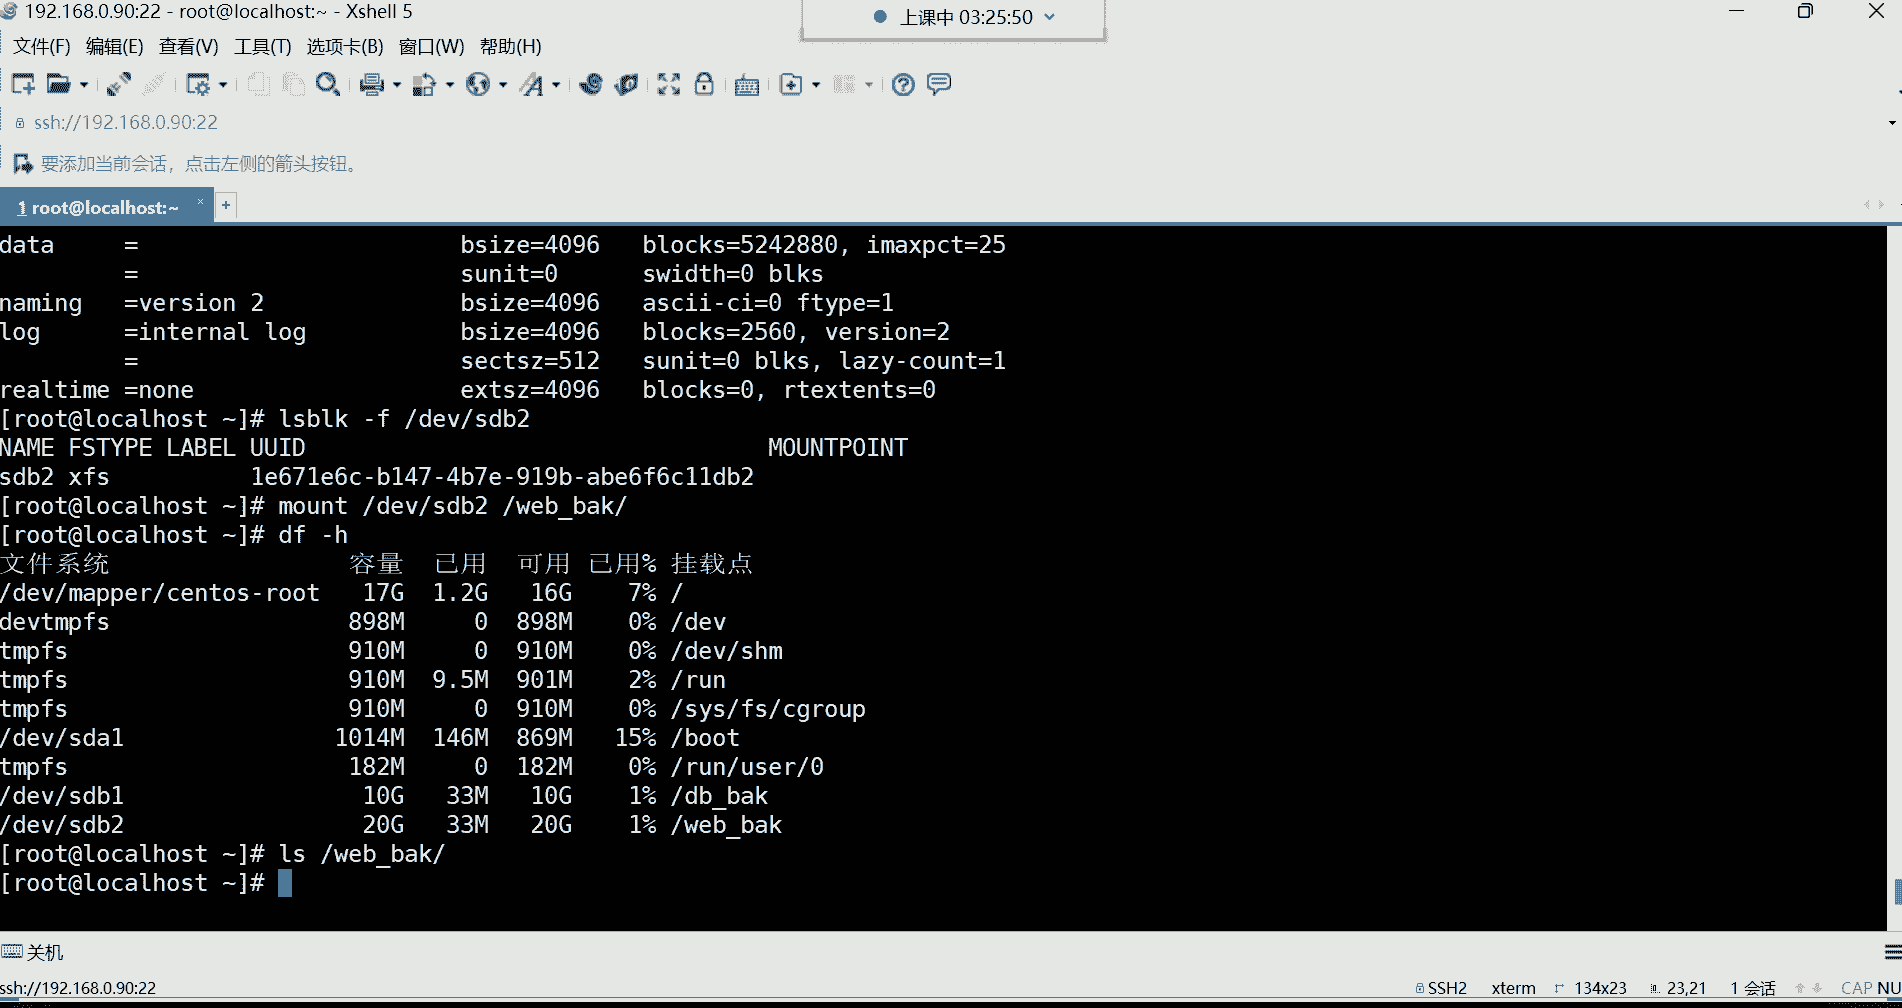 192.168.0.90:22 - root@localhost:~ - Xshell 5
上课中 03:25:50
文件(F) 编辑(E) 查看(V) 工具(T) 选项卡(B) 窗口(W) 帮助(H)
ssh://192.168.0.90:22
要添加当前会话，点击左侧的箭头按钮。
1 root@localhost:~ × +
data     =                       bsize=4096   blocks=5242880, imaxpct=25
         =                       sunit=0      swidth=0 blks
naming   =version 2              bsize=4096   ascii-ci=0 ftype=1
log      =internal log           bsize=4096   blocks=2560, version=2
         =                       sectsz=512   sunit=0 blks, lazy-count=1
realtime =none                   extsz=4096   blocks=0, rtextents=0
[root@localhost ~]# lsblk -f /dev/sdb2
NAME FSTYPE LABEL UUID                                 MOUNTPOINT
sdb2 xfs          1e671e6c-b147-4b7e-919b-abe6f6c11db2
[root@localhost ~]# mount /dev/sdb2 /web_bak/
[root@localhost ~]# df -h
文件系统                 容量  已用  可用 已用% 挂载点
/dev/mapper/centos-root   17G  1.2G   16G    7% /
devtmpfs                 898M     0  898M    0% /dev
tmpfs                    910M     0  910M    0% /dev/shm
tmpfs                    910M  9.5M  901M    2% /run
tmpfs                    910M     0  910M    0% /sys/fs/cgroup
/dev/sda1               1014M  146M  869M   15% /boot
tmpfs                    182M     0  182M    0% /run/user/0
/dev/sdb1                 10G   33M   10G    1% /db_bak
/dev/sdb2                 20G   33M   20G    1% /web_bak
[root@localhost ~]# ls /web_bak/
[root@localhost ~]#
关机
ssh://192.168.0.90:22 SSH2 xterm 134x23 23,21 1 会话 CAP NU